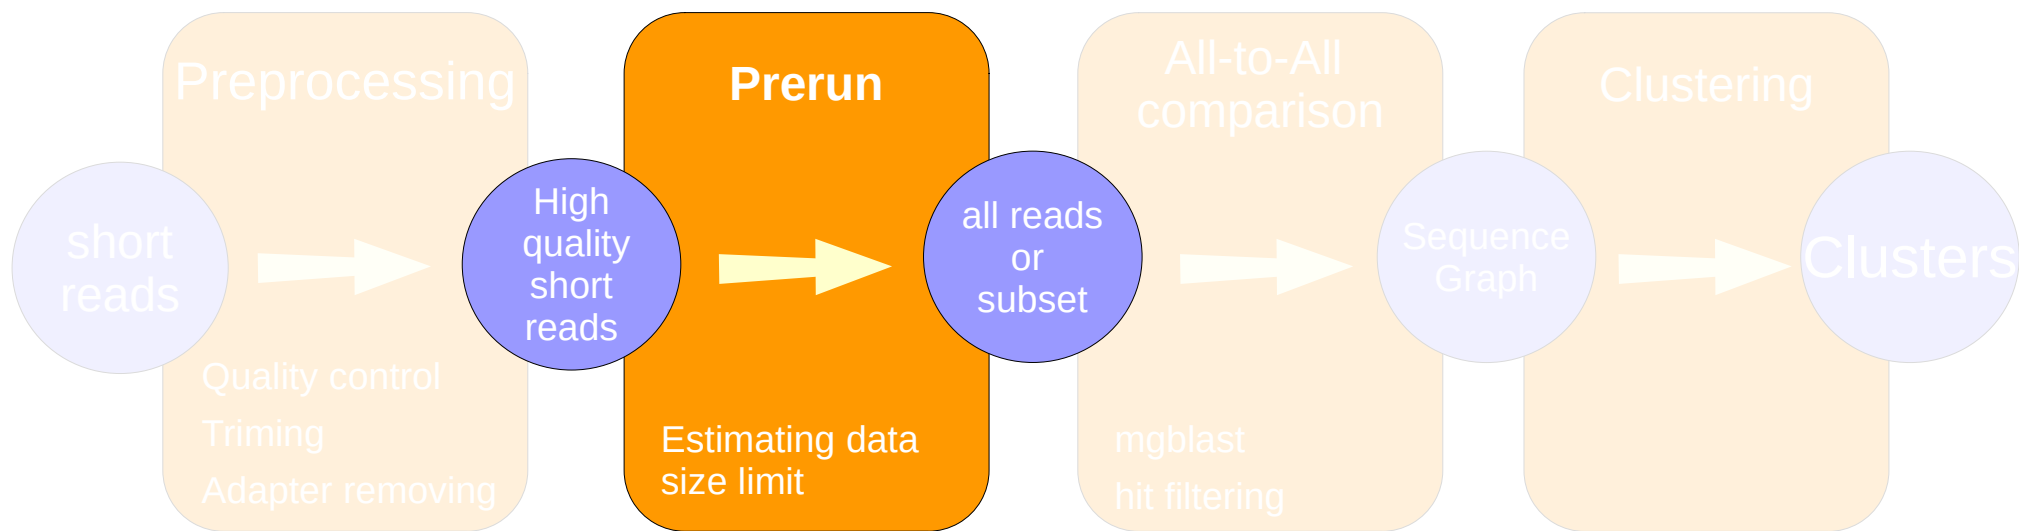 Preprocessing
short
reads
Quality control
Triming
Adapter removing
High
quality
short
reads
Prerun
Estimating data
size limit
all reads
or
subset
All-to-All
comparison
mgblast
hit filtering
Sequence
Graph
Clustering
Clusters